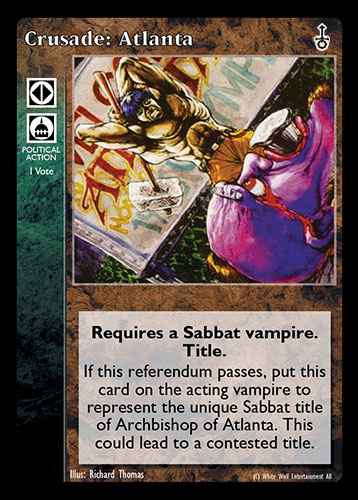 Crusade: Atlanta
POLITICAL
ACTION
1 Vote
Requires a Sabbat vampire.
Title.
If this referendum passes, put this
card on the acting vampire to
represent the unique Sabbat title
of Archbishop of Atlanta. This
could lead to a contested title.
Illus: Richard Thomas
(C) White Wolf Entertainment AB